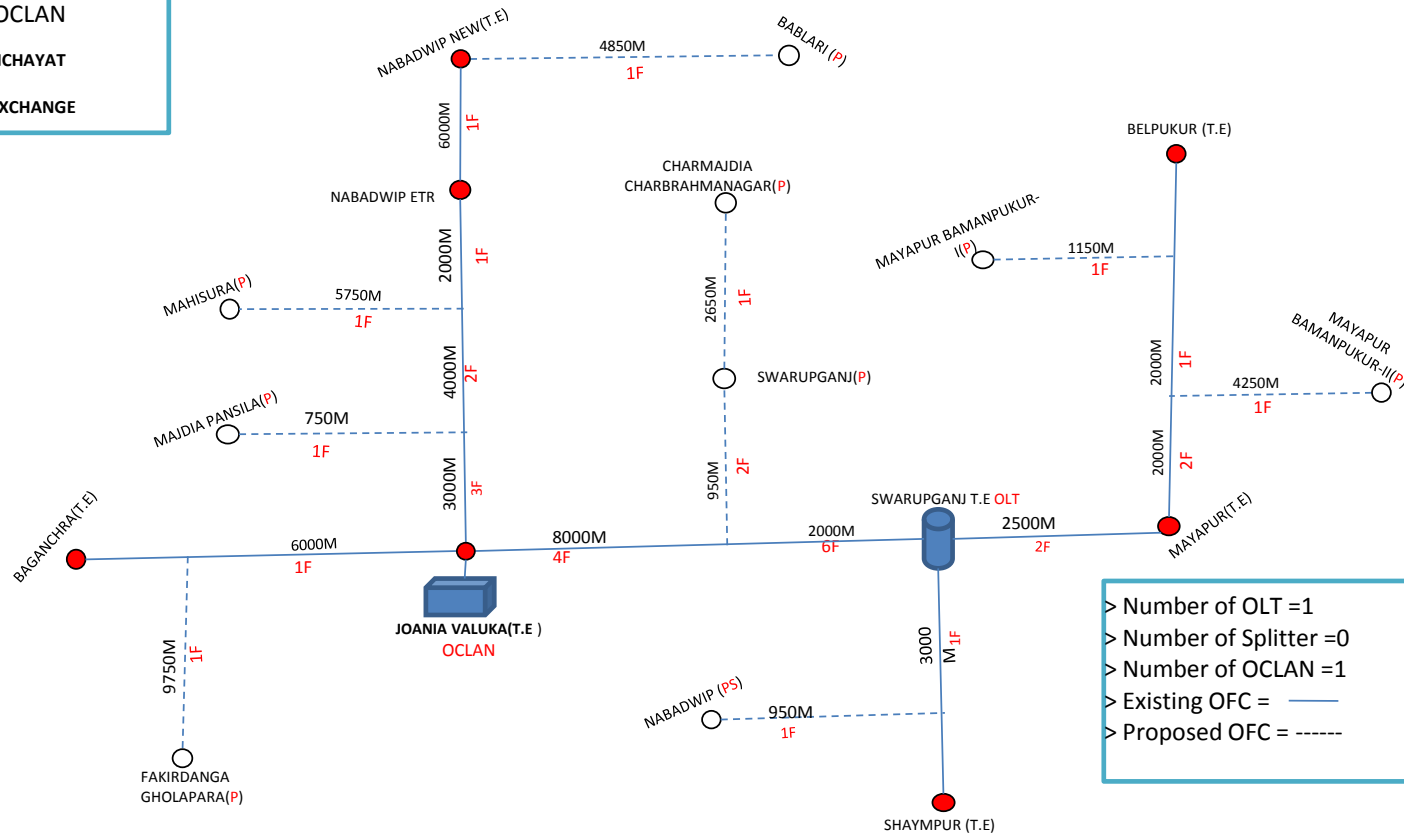 OCLAN
NCHAYAT
XCHANGE
NABADWIP NEW(T.E)
4850M
1F
BABLARI (P)
6000M
1F
NABADWIP ETR
2000M
1F
CHARMAJDIA
CHARBRAHMANAGAR(P)
BELPUKUR (T.E)
MAYAPUR BAMANPUKUR-
I(P)
1150M
1F
MAHISURA(P)
5750M
1F
2650M
1F
MAYAPUR
BAMANPUKUR-II(P)
4000M
2F
SWARUPGANJ(P)
2000M
1F
4250M
1F
MAJDIA PANSILA(P)
750M
1F
950M
2F
2000M
2F
3000M
3F
SWARUPGANJ T.E OLT
BAGANCHRA(T.E)
6000M
1F
8000M
4F
2000M
6F
2500M
2F
MAYAPUR(T.E)
JOANIA VALUKA(T.E )
OCLAN
9750M
1F
3000
M
1F
NABADWIP (PS)
950M
1F
FAKIRDANGA
GHOLAPARA(P)
SHAYMPUR (T.E)
> Number of OLT =1
> Number of Splitter =0
> Number of OCLAN =1
> Existing OFC =
> Proposed OFC = ------